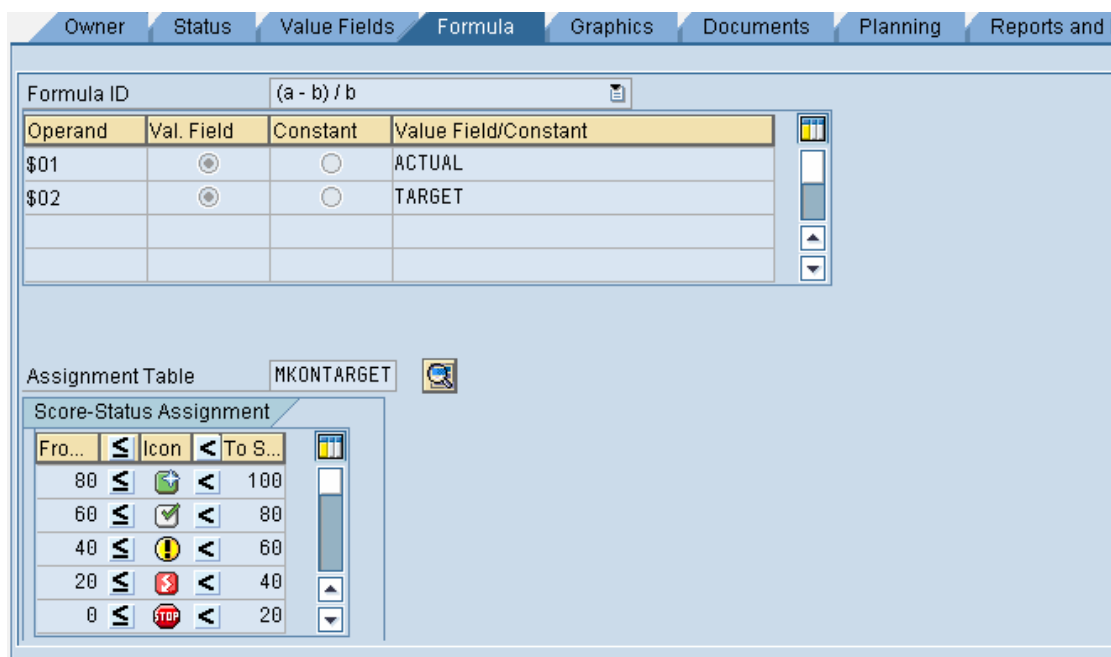 Owner Status Value Fields Formula Graphics Documents Planning Reports and
Formula ID (a - b) / b
Operand Val. Field Constant Value Field/Constant
$01 ACTUAL
$02 TARGET
Assignment Table MKONTARGET
Score-Status Assignment
Fro... ≤ Icon < To S...
80 ≤ < 100
60 ≤ < 80
40 ≤ ! < 60
20 ≤ < 40
0 ≤ STOP < 20